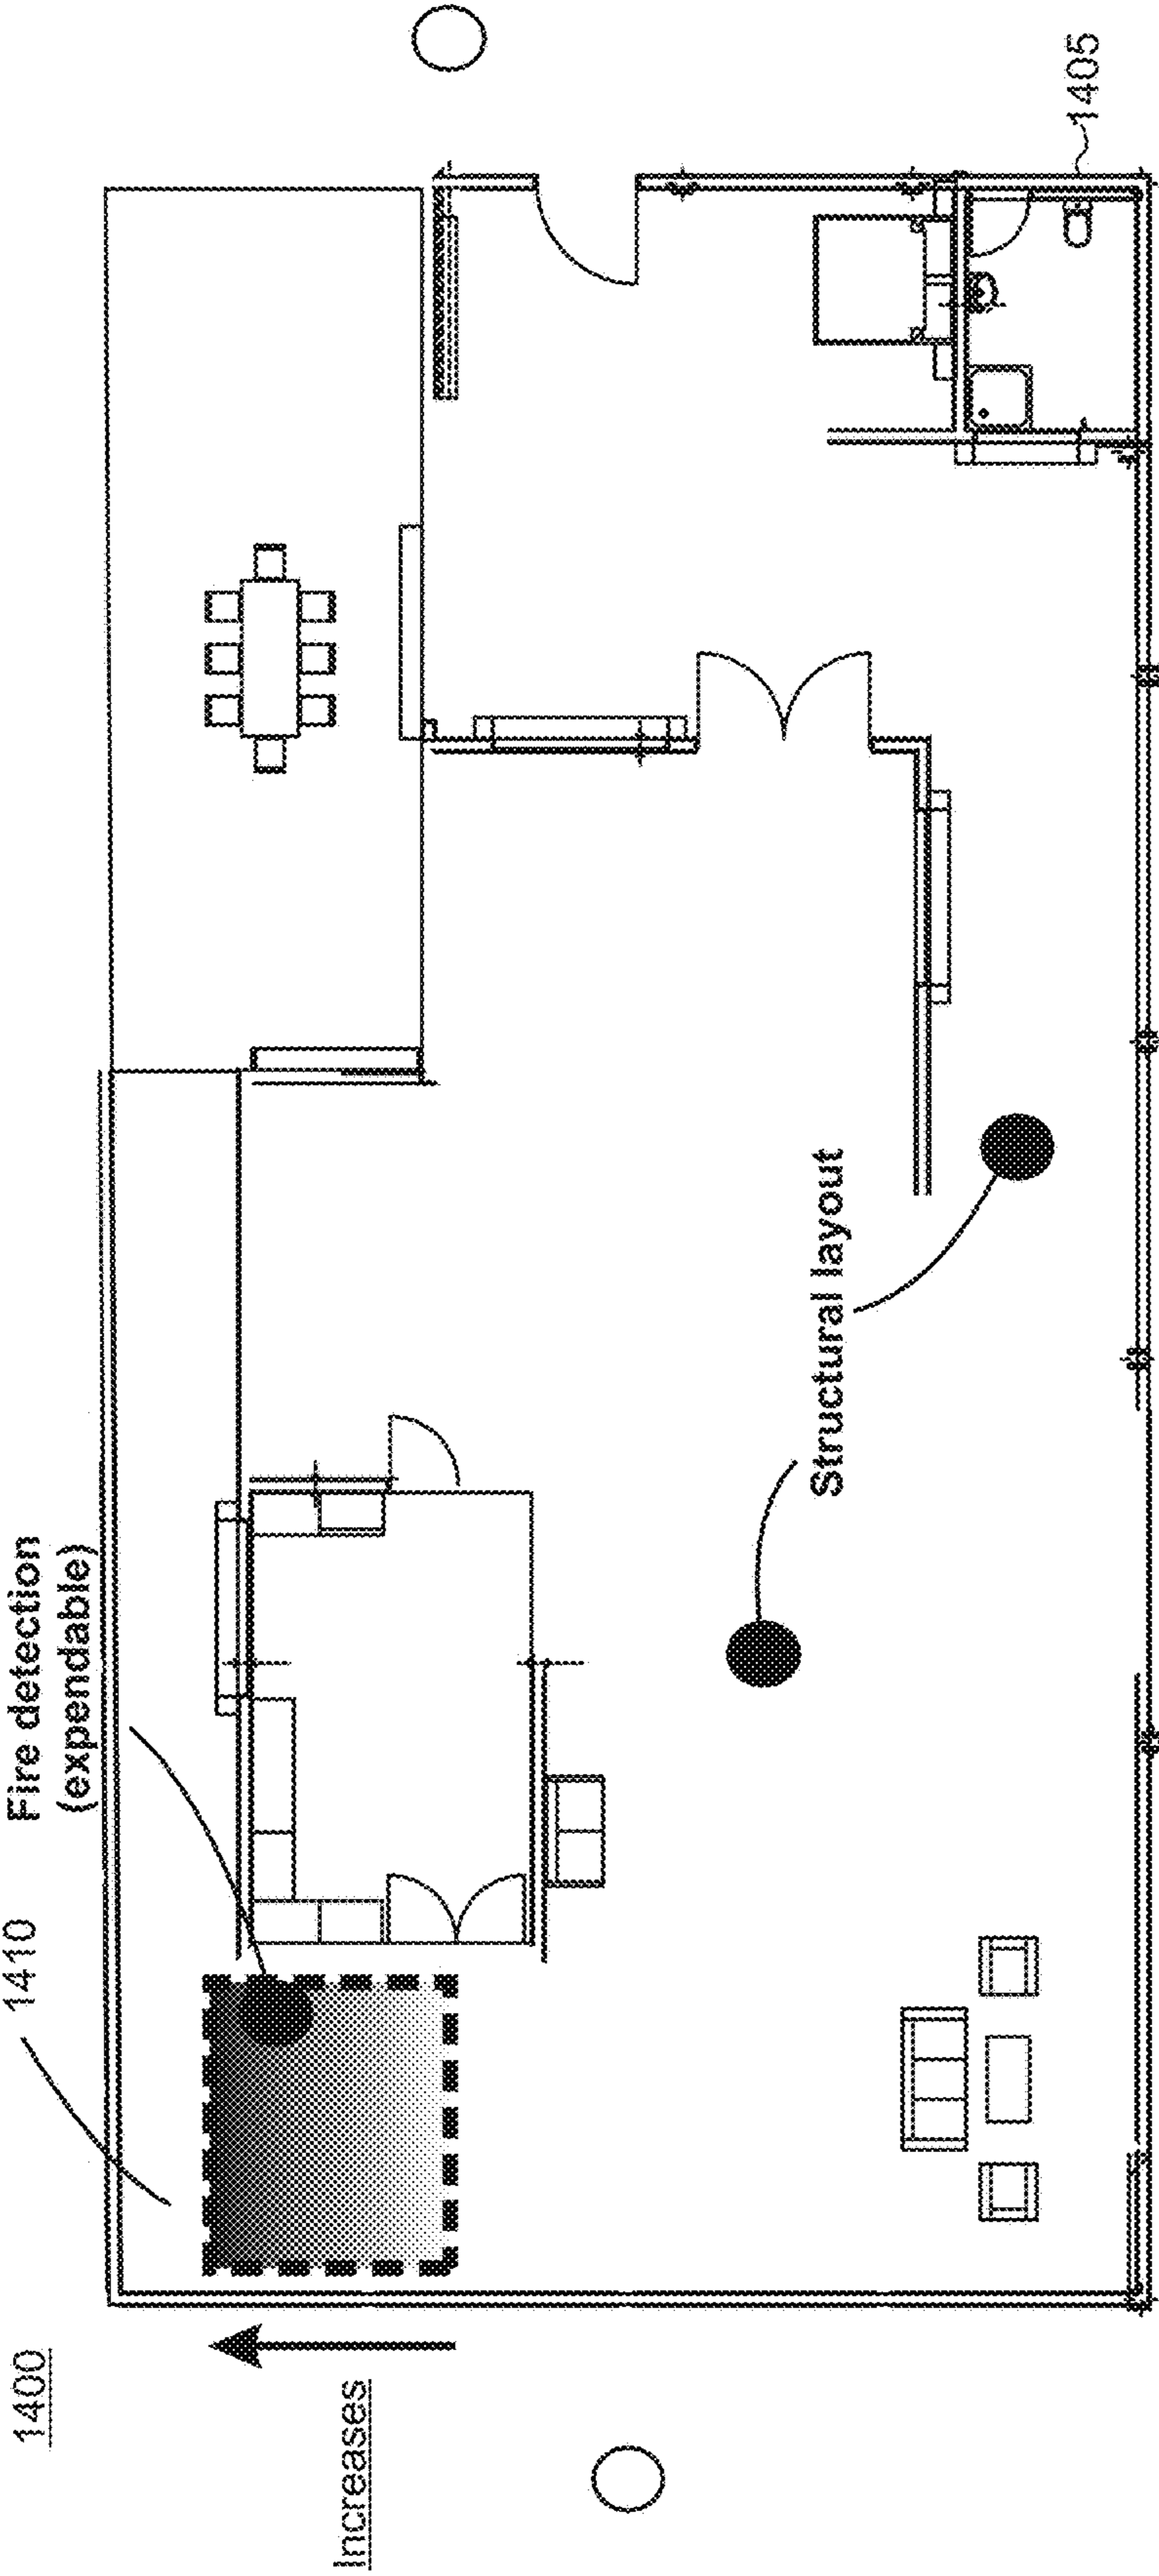 1400
1410
Fire detection
(expendable)
Increases
Structural layout
1405